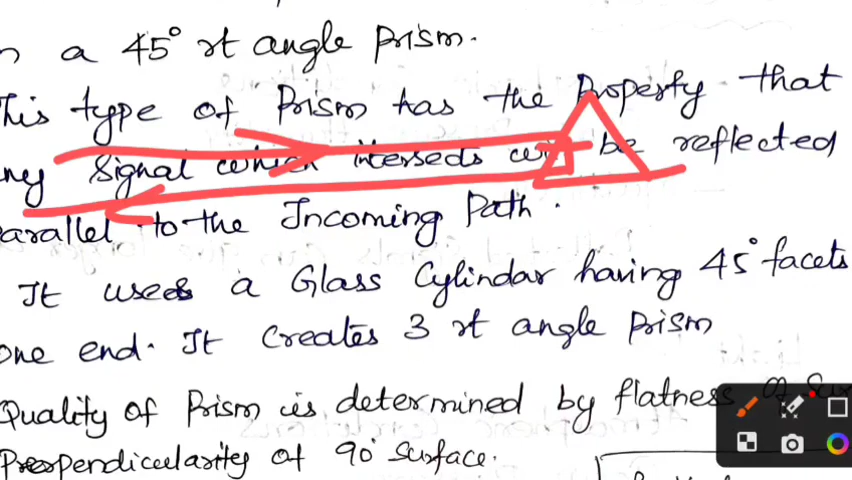 n a 45° rt angle prism.
This type of Prism has the Property that
any Signal which intersects will be reflected
parallel to the Incoming Path.
It uses a Glass Cylindar having 45° facets
one end. It creates 3 rt angle prism
Quality of Prism is determined by flatness of Sur
Prependicularity of 90° surface.